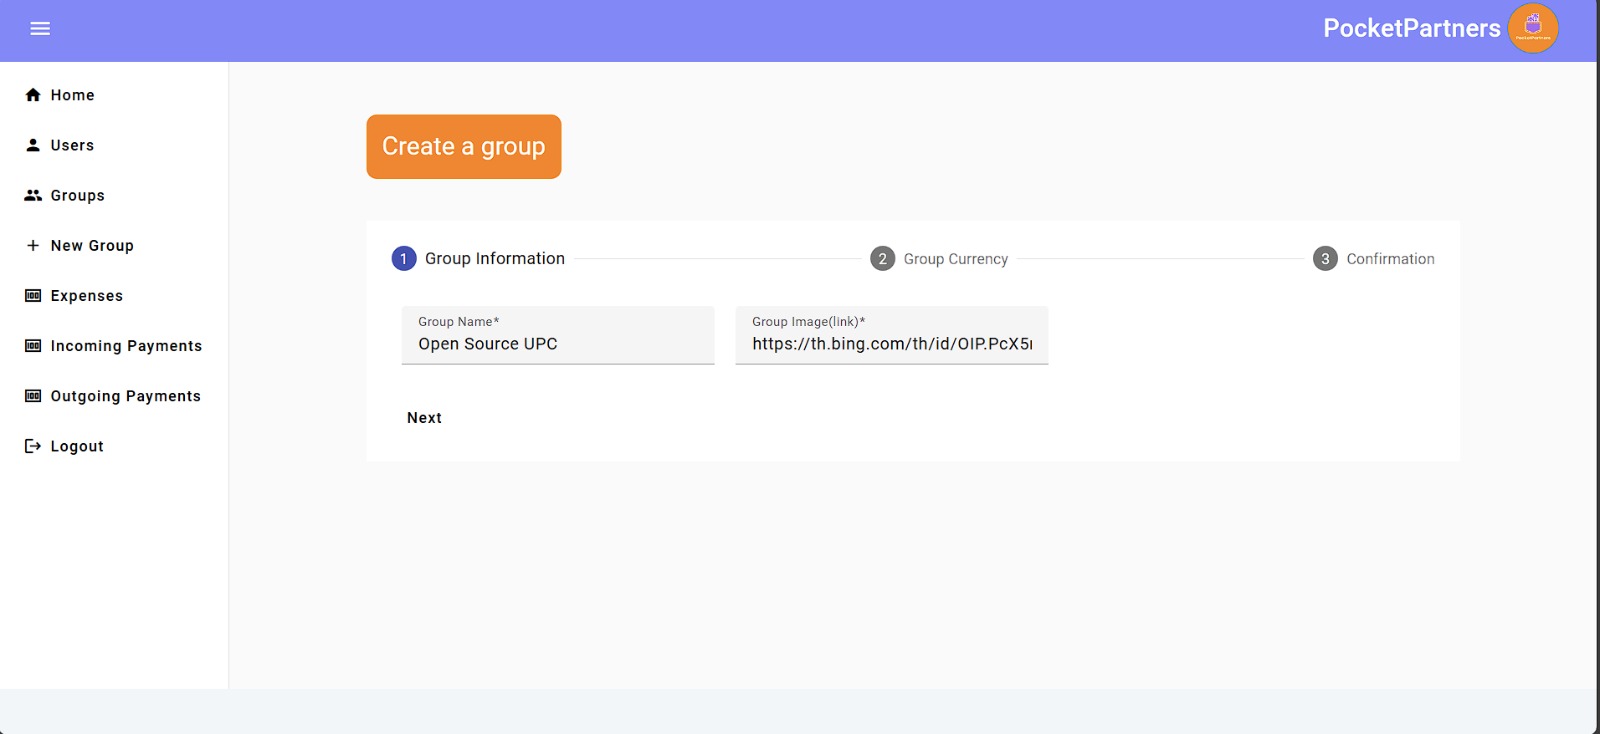 PocketPartners
Home
Users
Groups
New Group
Expenses
Incoming Payments
Outgoing Payments
Logout
Create a group
1 Group Information
2 Group Currency
3 Confirmation
Group Name*
Open Source UPC
Group Image(link)*
https://th.bing.com/th/id/OIP.PcX5
Next